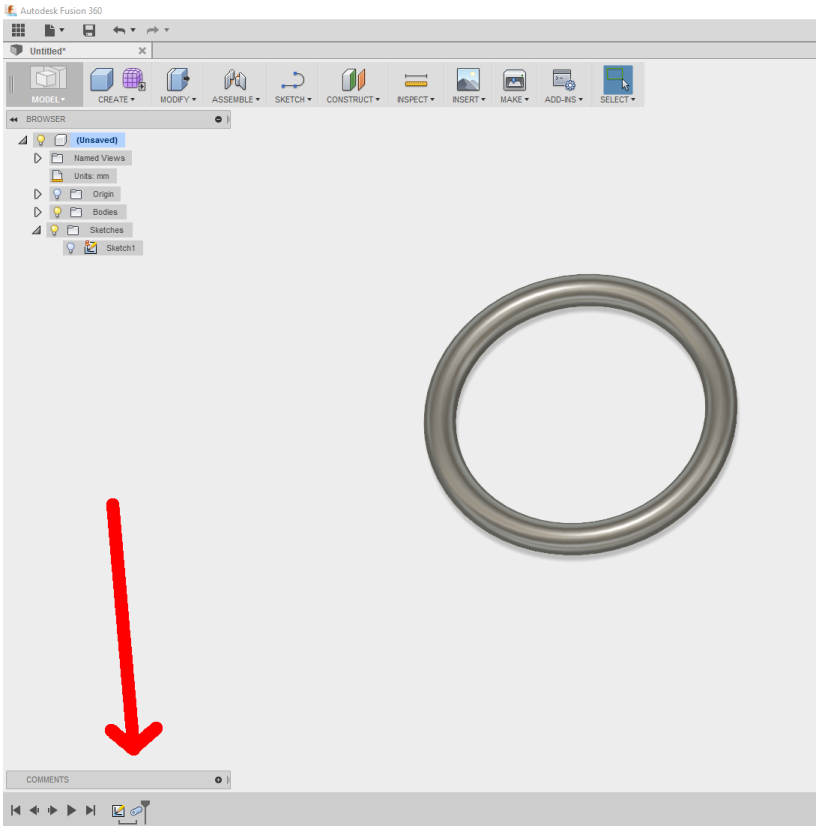 Autodesk Fusion 360
Untitled*
MODEL CREATE MODIFY ASSEMBLE SKETCH CONSTRUCT INSPECT INSERT MAKE ADD-INS SELECT
BROWSER
(Unsaved)
Named Views
Units: mm
Origin
Bodies
Sketches
Sketch1
COMMENTS